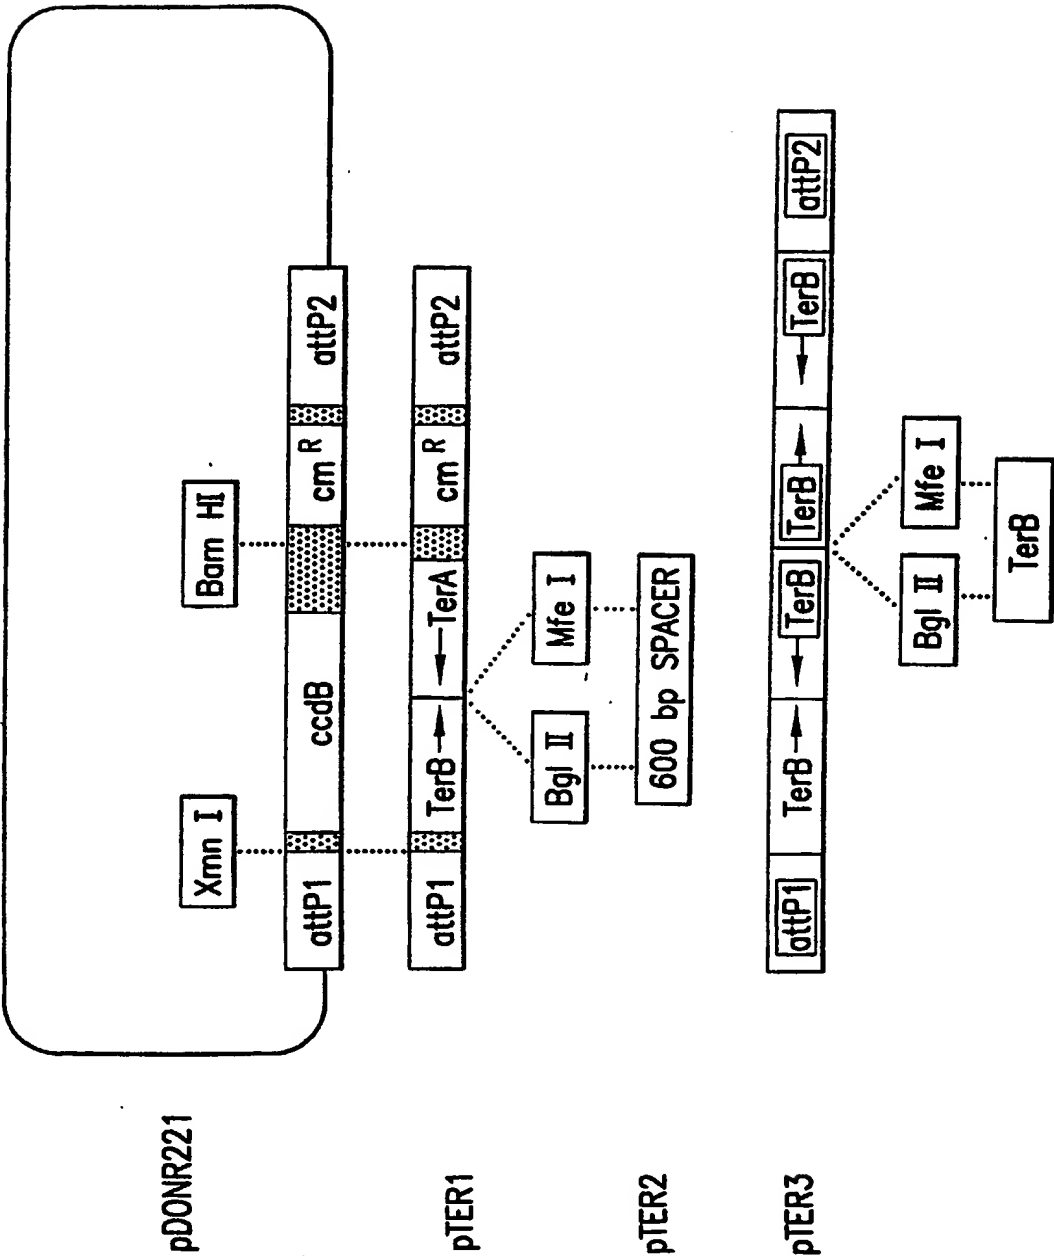 pDONR221
Xmn I
Bam HI
attP1
ccdB
cm^R
attP2
pTER1
attP1
TerB→
←TerA
cm^R
attP2
Bgl II
Mfe I
pTER2
600 bp SPACER
pTER3
attP1
TerB→
←TerB
TerB→
←TerB
attP2
Bgl II
Mfe I
TerB